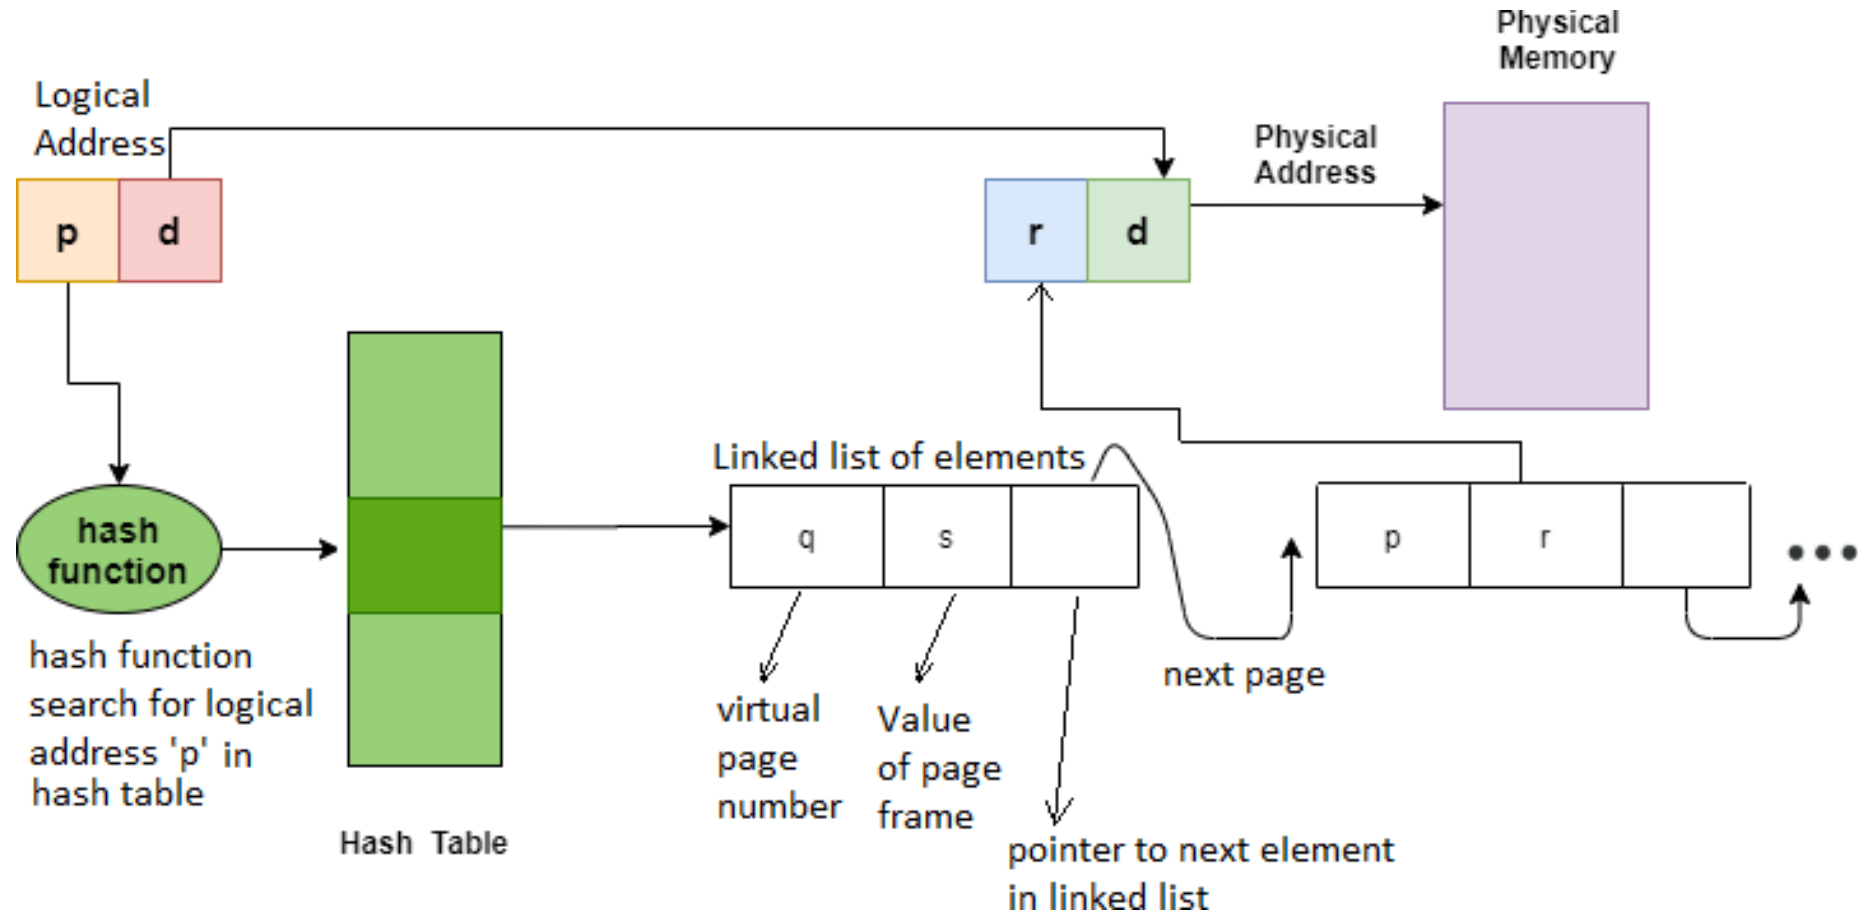 Physical
Memory
Logical
Address
Physical
Address
p
d
r
d
Linked list of elements
hash
function
q
s
p
r
hash function
search for logical
address 'p' in
hash table
next page
virtual
page
number
Value
of page
frame
Hash Table
pointer to next element
in linked list